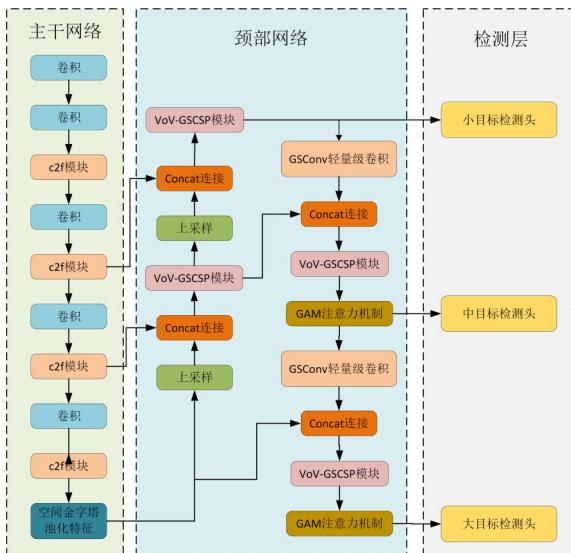 主干网络
卷积
卷积
c2f模块
卷积
c2f模块
卷积
c2f模块
卷积
c2f模块
空间金字塔
池化特征
颈部网络
VoV-GSCSP模块
Concat连接
上采样
VoV-GSCSP模块
Concat连接
上采样
GSConv轻量级卷积
Concat连接
VoV-GSCSP模块
GAM注意力机制
GSConv轻量级卷积
Concat连接
VoV-GSCSP模块
GAM注意力机制
检测层
小目标检测头
中目标检测头
大目标检测头